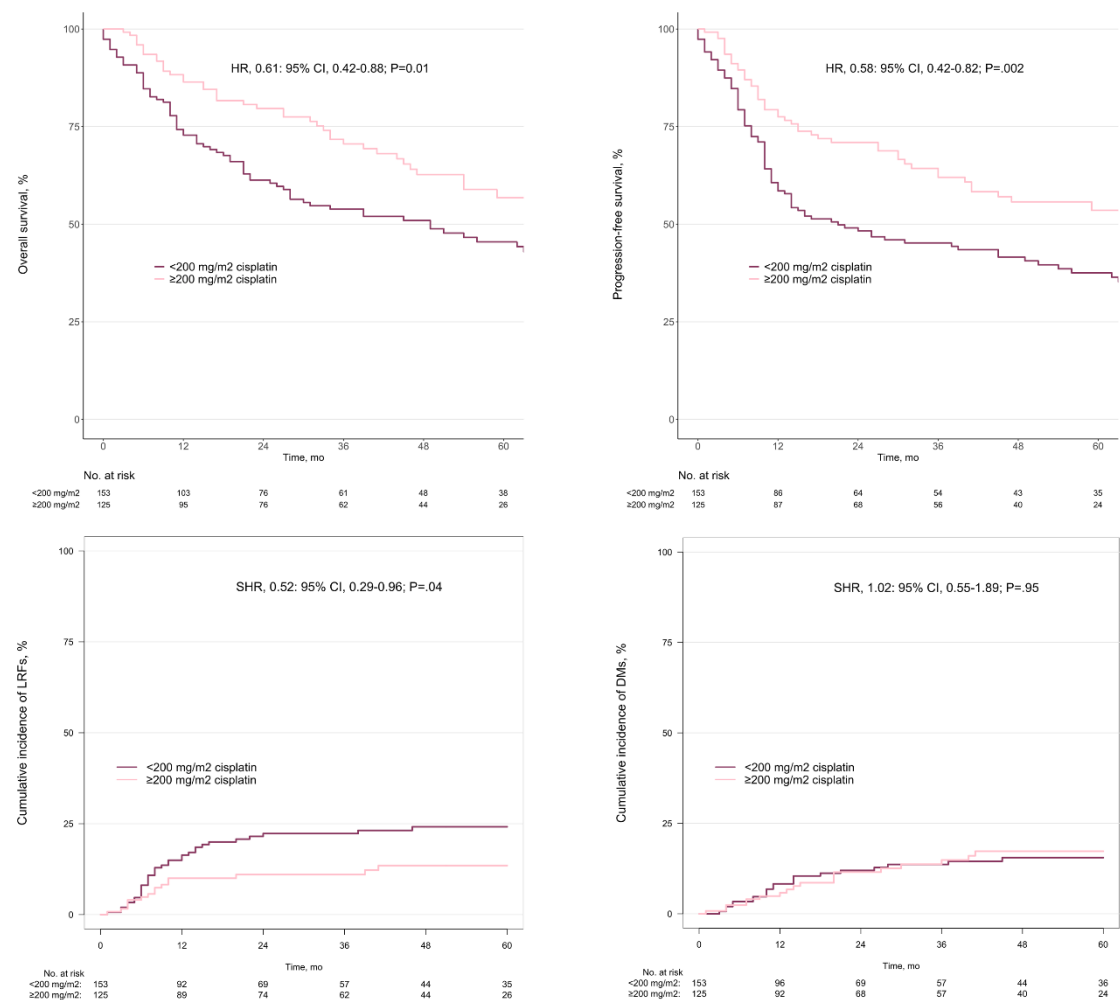 100
HR, 0.61: 95% CI, 0.42-0.88; P=0.01
75
Overall survival, %
50
<200 mg/m2 cisplatin
≥200 mg/m2 cisplatin
25
0
0 12 24 36 48 60
Time, mo
No. at risk
<200 mg/m2 153 103 76 61 48 38
≥200 mg/m2 125 95 76 62 44 26
100
HR, 0.58: 95% CI, 0.42-0.82; P=.002
75
Progression-free survival, %
50
<200 mg/m2 cisplatin
≥200 mg/m2 cisplatin
25
0
0 12 24 36 48 60
Time, mo
No. at risk
<200 mg/m2 153 86 64 54 43 35
≥200 mg/m2 125 87 68 56 40 24
100
SHR, 0.52: 95% CI, 0.29-0.96; P=.04
75
Cumulative incidence of LRFs, %
50
<200 mg/m2 cisplatin
≥200 mg/m2 cisplatin
25
0
0 12 24 36 48 60
Time, mo
No. at risk
<200 mg/m2: 153 92 69 57 44 35
≥200 mg/m2: 125 89 74 62 44 26
100
SHR, 1.02: 95% CI, 0.55-1.89; P=.95
75
Cumulative incidence of DMs, %
50
<200 mg/m2 cisplatin
≥200 mg/m2 cisplatin
25
0
0 12 24 36 48 60
Time, mo
No. at risk
<200 mg/m2: 153 96 69 57 44 36
≥200 mg/m2: 125 92 68 57 40 24